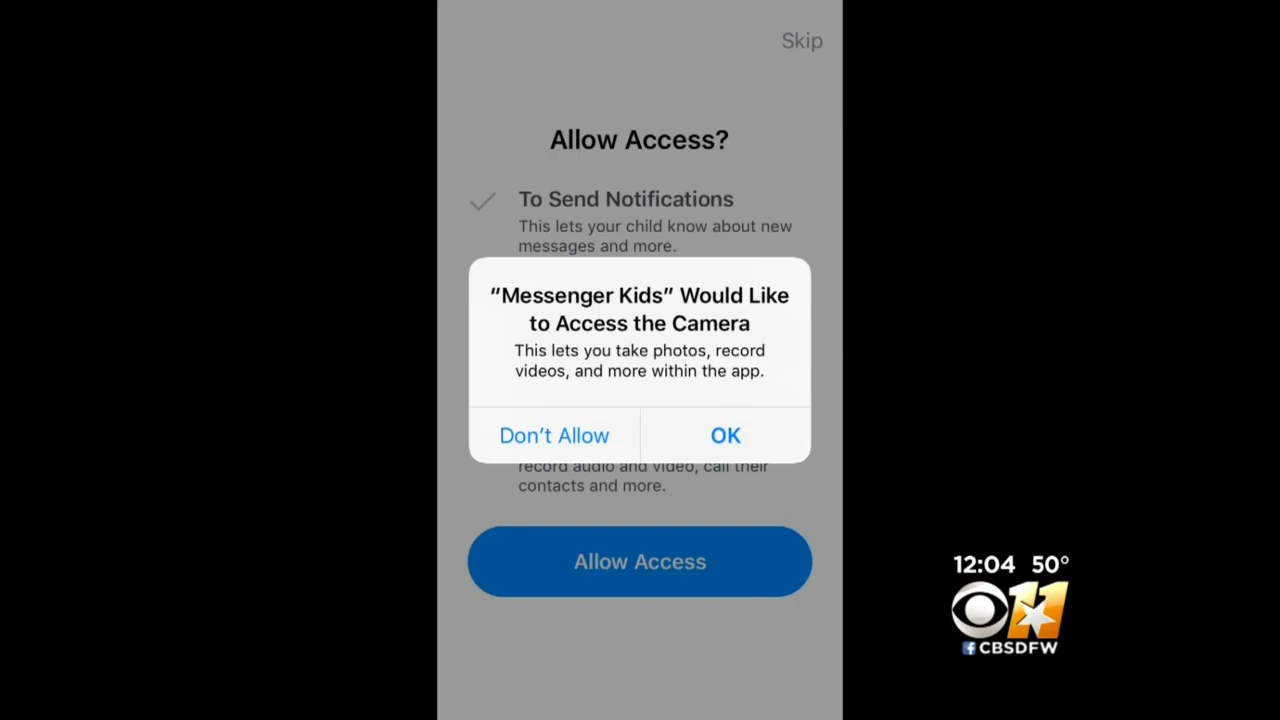 Skip
Allow Access?
To Send Notifications
This lets your child know about new
messages and more.
“Messenger Kids” Would Like
to Access the Camera
This lets you take photos, record
videos, and more within the app.
Don’t Allow
OK
record audio and video, call their
contacts and more.
Allow Access
12:04 50°
11
f CBSDFW